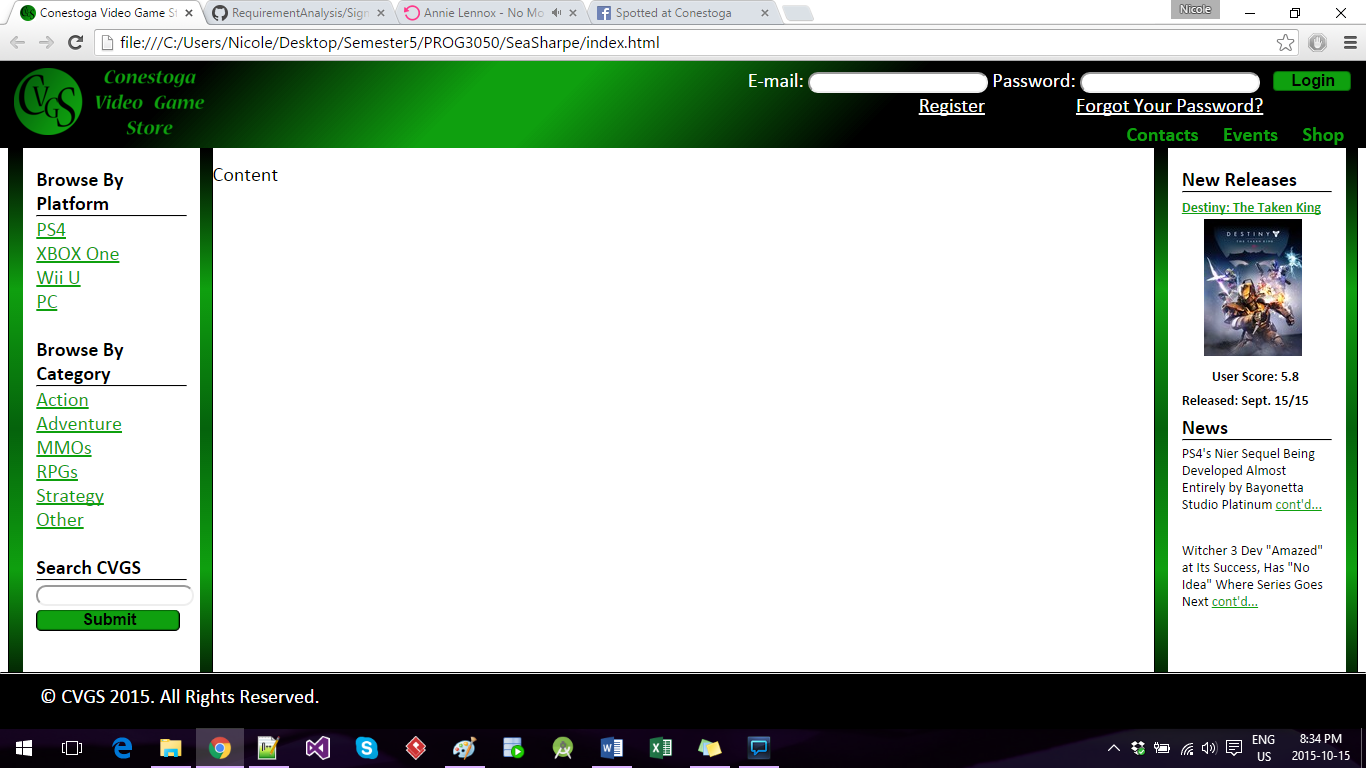 Conestoga Video Game St
RequirementAnalysis/Sign
Annie Lennox - No Mo
Spotted at Conestoga
Nicole
file:///C:/Users/Nicole/Desktop/Semester5/PROG3050/SeaSharpe/index.html
CVGS
Conestoga
Video Game
Store
E-mail: Password: Login
Register Forgot Your Password?
Contacts Events Shop
Browse By
Platform
PS4
XBOX One
Wii U
PC
Browse By
Category
Action
Adventure
MMOs
RPGs
Strategy
Other
Search CVGS
Submit
Content
New Releases
Destiny: The Taken King
DESTINY
THE TAKEN KING
User Score: 5.8
Released: Sept. 15/15
News
PS4's Nier Sequel Being
Developed Almost
Entirely by Bayonetta
Studio Platinum cont'd...
Witcher 3 Dev "Amazed"
at Its Success, Has "No
Idea" Where Series Goes
Next cont'd...
© CVGS 2015. All Rights Reserved.
ENG
US
8:34 PM
2015-10-15